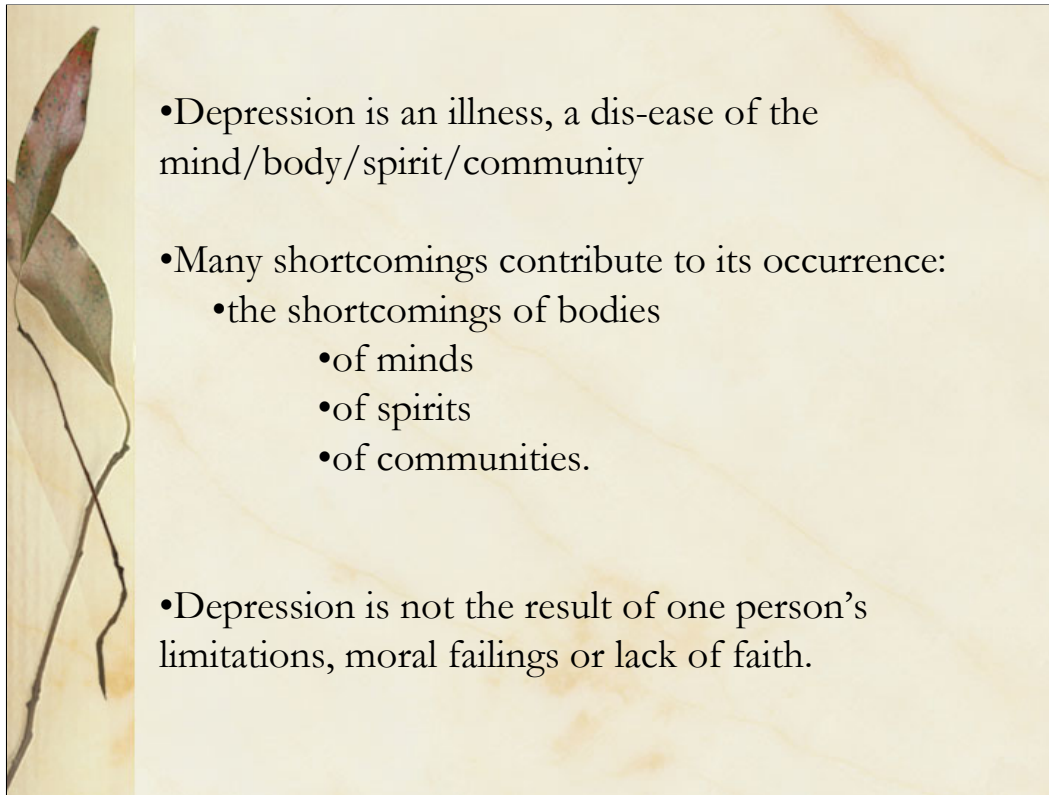 •Depression is an illness, a dis-ease of the
mind/body/spirit/community
•Many shortcomings contribute to its occurrence:
•the shortcomings of bodies
•of minds
•of spirits
•of communities.
•Depression is not the result of one person’s
limitations, moral failings or lack of faith.